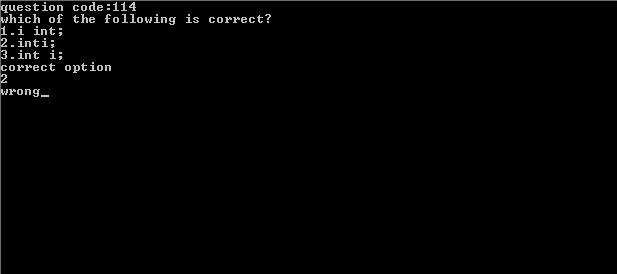 question code:114
which of the following is correct?
1.i int;
2.inti;
3.int i;
correct option
2
wrong_